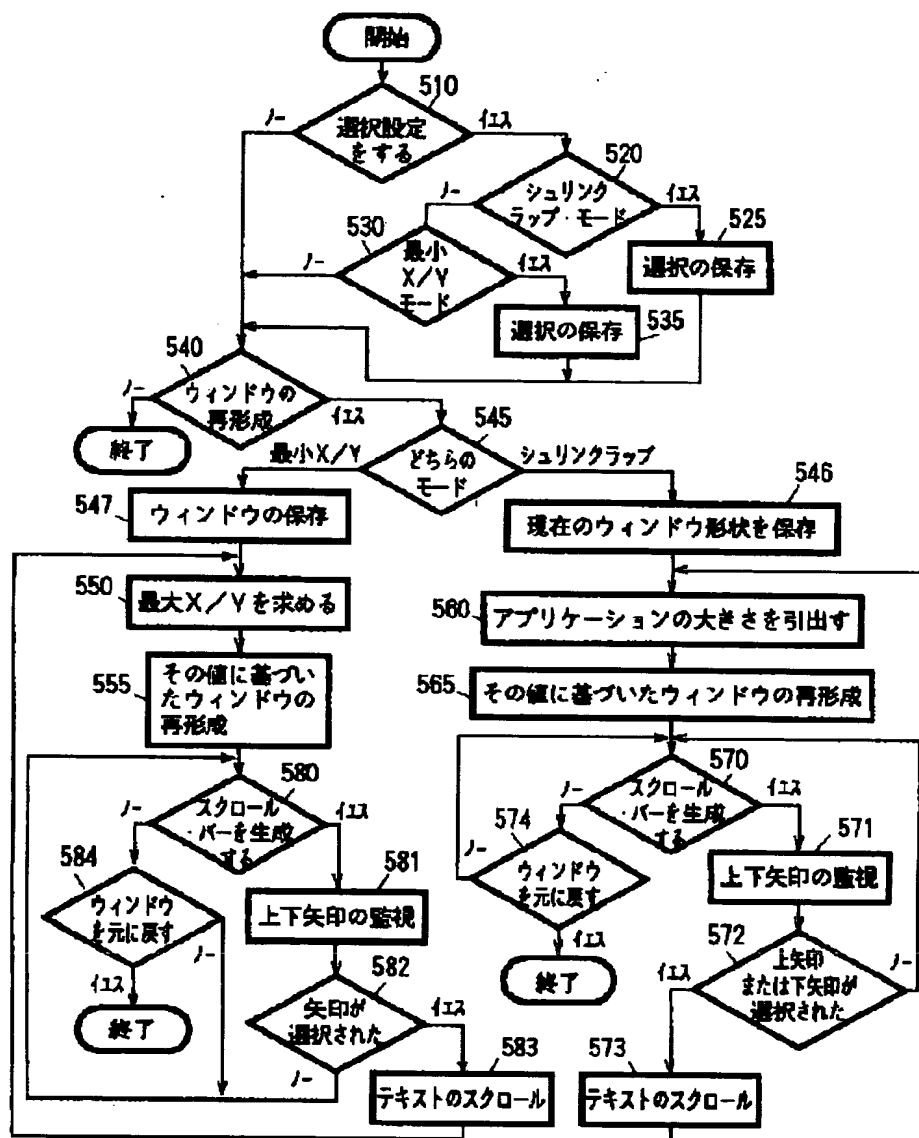 開始
510
選択設定
をする
ノー
イエス
520
シュリンク
ラップ・モード
ノー
イエス
525
選択の保存
530
最小
X／Y
モード
ノー
イエス
選択の保存
535
540
ウィンドウの
再形成
ノー
イエス
終了
545
どちらの
モード
最小X／Y
シュリンクラップ
547
ウィンドウの保存
546
現在のウィンドウ形状を保存
550
最大X／Yを求める
560
アプリケーションの大きさを引出す
555
その値に基づい
たウィンドウの
再形成
565
その値に基づいたウィンドウの再形成
580
スクロール
・バーを生成
する
ノー
イエス
570
スクロール
・バーを生成
する
ノー
イエス
584
ウィンドウ
を元に戻す
イエス
ノー
終了
581
上下矢印の監視
582
矢印が
選択された
イエス
ノー
583
テキストのスクロール
574
ウィンドウ
を元に戻す
ノー
イエス
終了
571
上下矢印の監視
572
上矢印
または下矢印が
選択された
イエス
ノー
573
テキストのスクロール